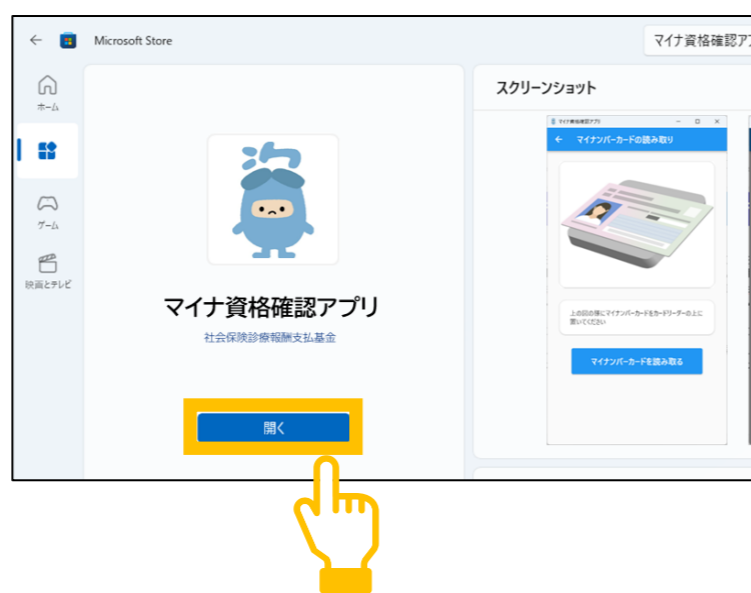 Microsoft Store
マイナ資格確認ア
ホーム
ゲーム
映画とテレビ
マイナ資格確認アプリ
社会保険診療報酬支払基金
開く
スクリーンショット
マイナ資格確認アプリ
マイナンバーカードの読み取り
上の図の様にマイナンバーカードをカードリーダーの上に
置いてください
マイナンバーカードを読み取る